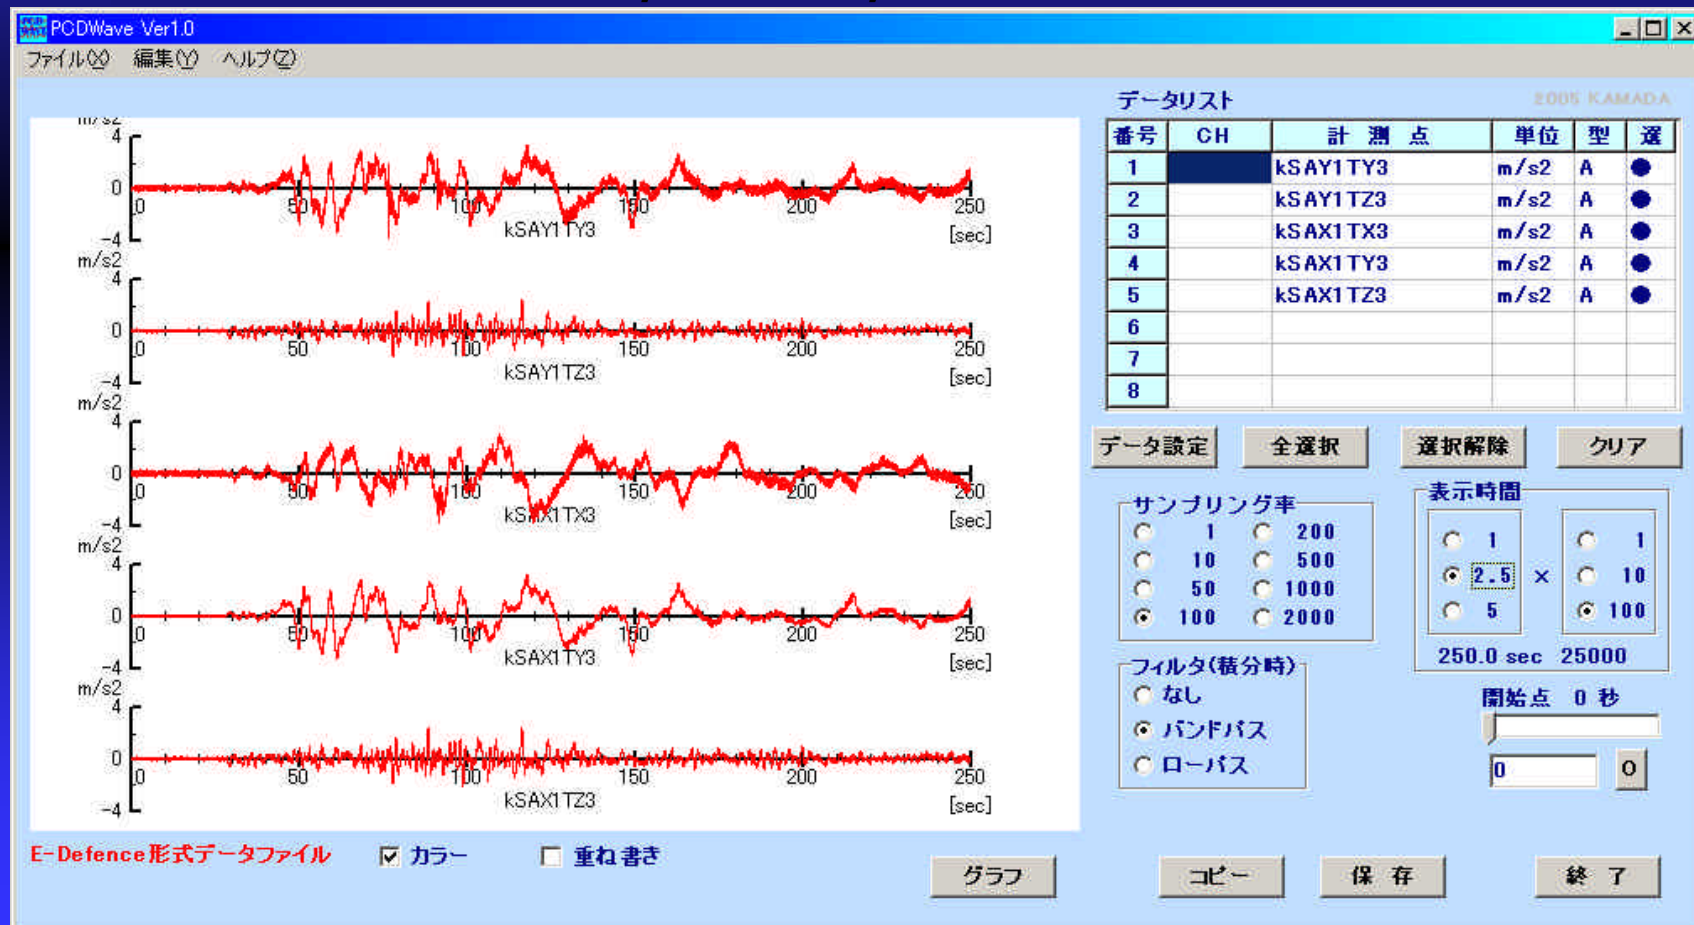 PCDWave Ver1.0
ファイル(X) 編集(Y) ヘルプ(Z)
m/s2
4
0
-4
0 50 100 150 200 250
kSAY1TY3
[sec]
m/s2
4
0
-4
0 50 100 150 200 250
kSAY1TZ3
[sec]
m/s2
4
0
-4
0 50 100 150 200 250
kSAX1TX3
[sec]
m/s2
4
0
-4
0 50 100 150 200 250
kSAX1TY3
[sec]
m/s2
4
0
-4
0 50 100 150 200 250
kSAX1TZ3
[sec]
E-Defence形式データファイル カラー 重ね書き
グラフ
データリスト 2005 KAMADA
番号 CH 計 測 点 単位 型 選
1 kSAY1TY3 m/s2 A ●
2 kSAY1TZ3 m/s2 A ●
3 kSAX1TX3 m/s2 A ●
4 kSAX1TY3 m/s2 A ●
5 kSAX1TZ3 m/s2 A ●
6
7
8
データ設定 全選択 選択解除 クリア
サンプリング率
1 200
10 500
50 1000
100 2000
表示時間
1 1
2.5 × 10
5 100
250.0 sec 25000
フィルタ(積分時)
なし
バンドパス
ローパス
開始点 0 秒
0 0
コピー 保 存 終 了